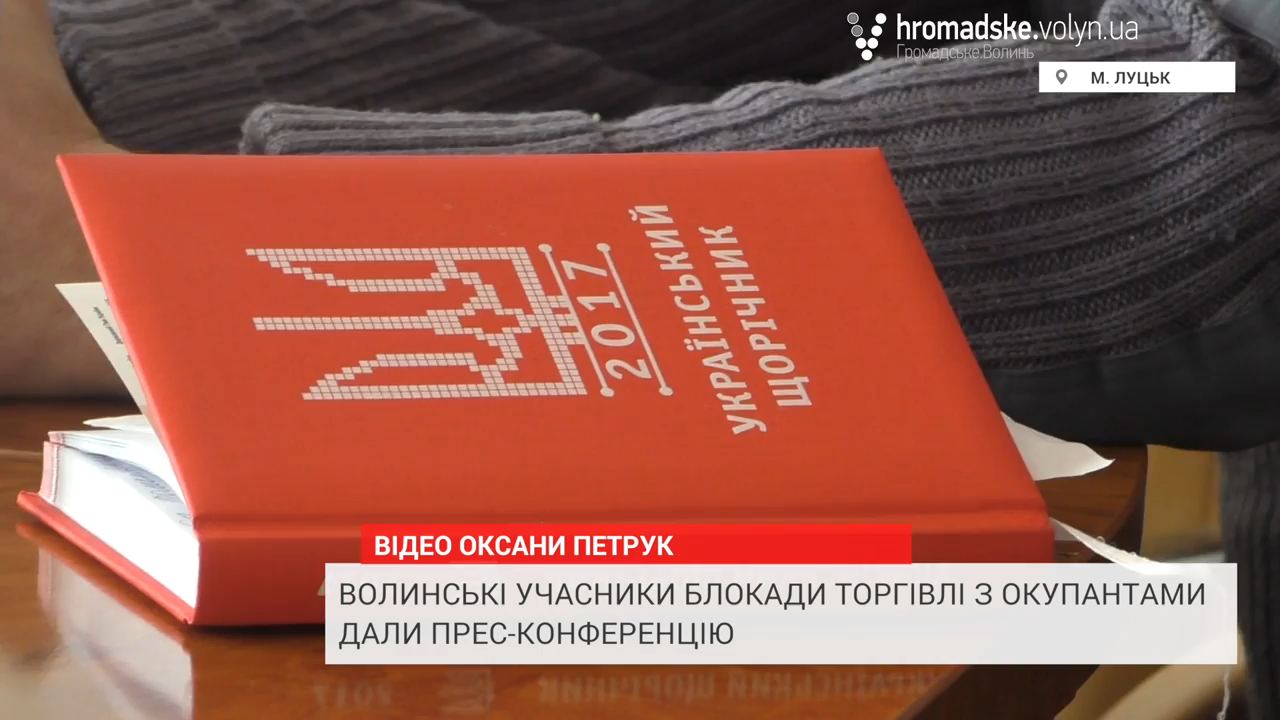 hromadske.volyn.ua
Громадське.Волинь
М. ЛУЦЬК
2017
УКРАЇНСЬКИЙ
ЩОРІЧНИК
ВІДЕО ОКСАНИ ПЕТРУК
ВОЛИНСЬКІ УЧАСНИКИ БЛОКАДИ ТОРГІВЛІ З ОКУПАНТАМИ
ДАЛИ ПРЕС-КОНФЕРЕНЦІЮ